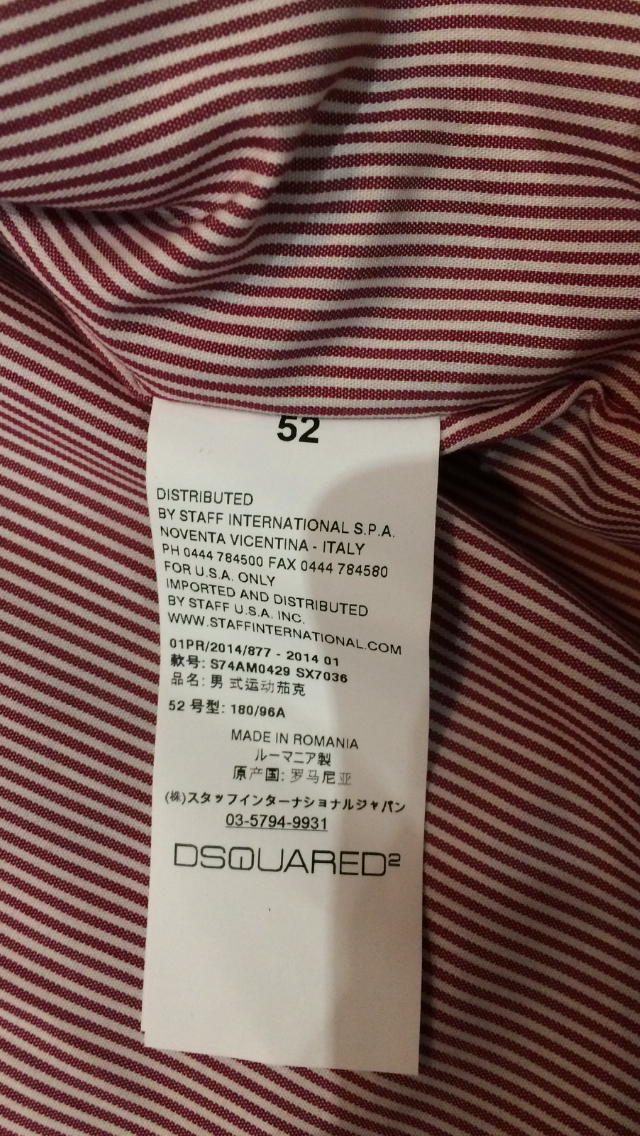 52
DISTRIBUTED
BY STAFF INTERNATIONAL S.P.A.
NOVENTA VICENTINA - ITALY
PH 0444 784500 FAX 0444 784580
FOR U.S.A. ONLY
IMPORTED AND DISTRIBUTED
BY STAFF U.S.A. INC.
WWW.STAFFINTERNATIONAL.COM
01PR/2014/877 - 2014 01
款号: S74AM0429 SX7036
品名: 男 式运动茄克
52 号型: 180/96A
MADE IN ROMANIA
ルーマニア製
原产国: 罗马尼亚
(株)スタッフインターナショナルジャパン
03-5794-9931
DSQUARED²